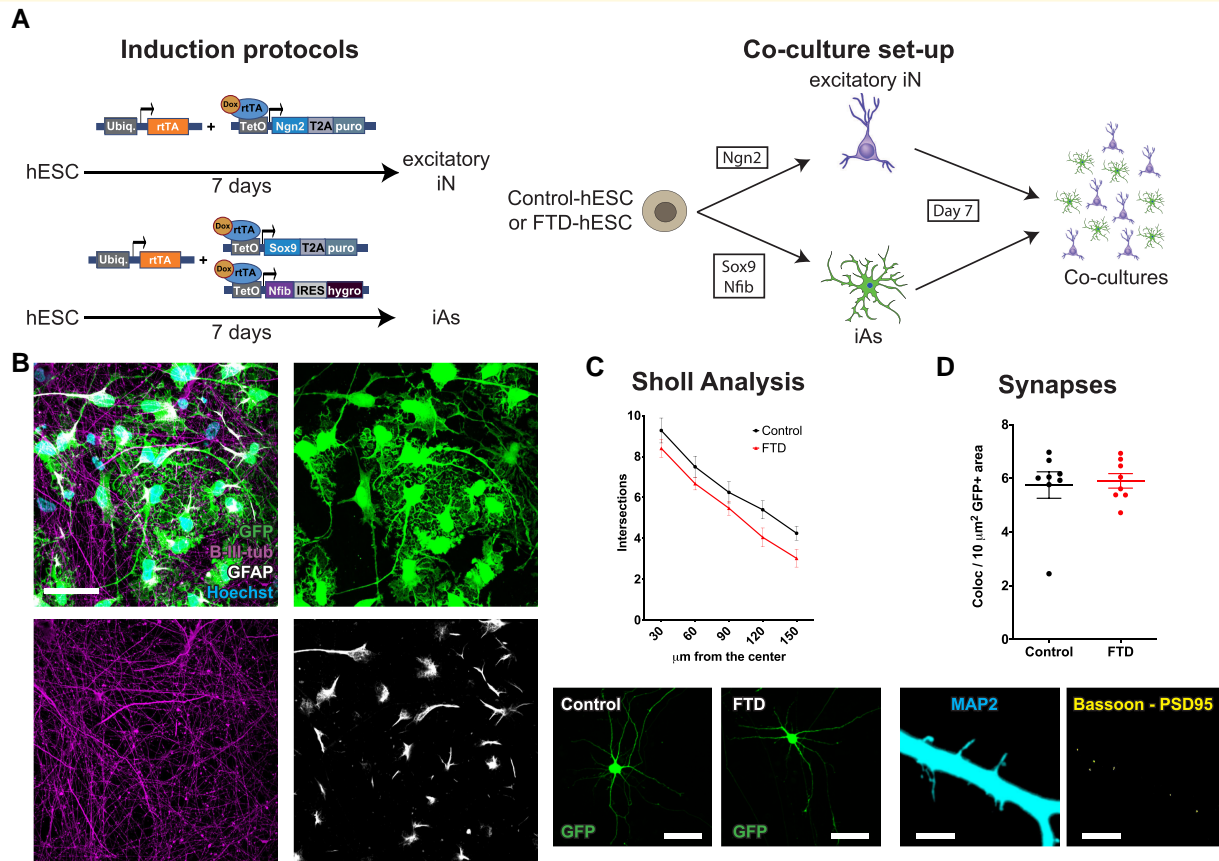 A
Induction protocols
Ubiq.
rtTA
+
Dox
rtTA
TetO
Ngn2
T2A
puro
hESC
7 days
excitatory
iN
Ubiq.
rtTA
+
Dox
rtTA
TetO
Sox9
T2A
puro
Dox
rtTA
TetO
Nfib
IRES
hygro
hESC
7 days
iAs
Co-culture set-up
excitatory iN
Ngn2
Control-hESC
or FTD-hESC
Day 7
Sox9
Nfib
iAs
Co-cultures
B
GFP
B-III-tub
GFAP
Hoechst
C
Sholl Analysis
Intersections
10
8
6
4
2
0
Control
FTD
30
60
90
120
150
μm from the center
Control
GFP
FTD
GFP
D
Synapses
Coloc / 10 μm² GFP+ area
8
6
4
2
0
Control
FTD
MAP2
Bassoon - PSD95